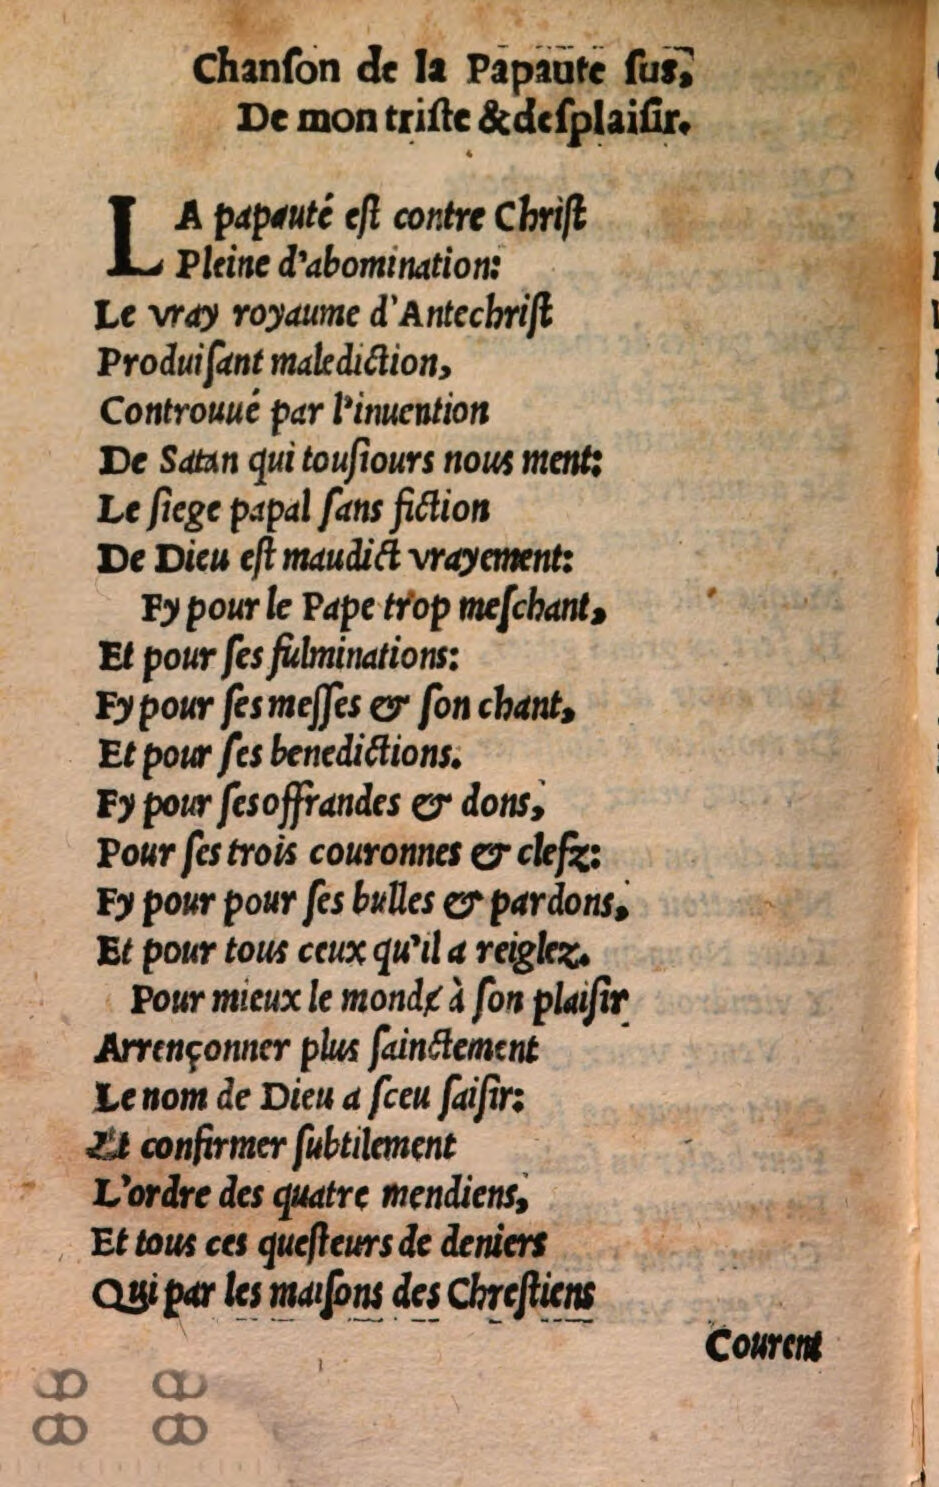 Chanſon de la Papauté ſus,
De mon triſte & deſplaiſir.
LA papauté eſt contre Chriſt
Pleine d'abomination:
Le vray royaume d'Antechriſt
Produiſant malediction,
Controuué par l'inuention
De Satan qui touſiours nous ment:
Le ſiege papal ſans fiction
De Dieu eſt maudict vrayement:
Fy pour le Pape trop meſchant,
Et pour ſes fulminations:
Fy pour ſes meſſes & ſon chant,
Et pour ſes benedictions.
Fy pour ſes offrandes & dons,
Pour ſes trois couronnes & clefz:
Fy pour pour ſes bulles & pardons,
Et pour tous ceux qu'il a reiglez.
Pour mieux le monde à ſon plaiſir
Arrençonner plus ſainctement
Le nom de Dieu a ſceu ſaiſir:
Et confirmer ſubtilement
L'ordre des quatre mendiens,
Et tous ces queſteurs de deniers
Qui par les maiſons des Chreſtiens
Courent